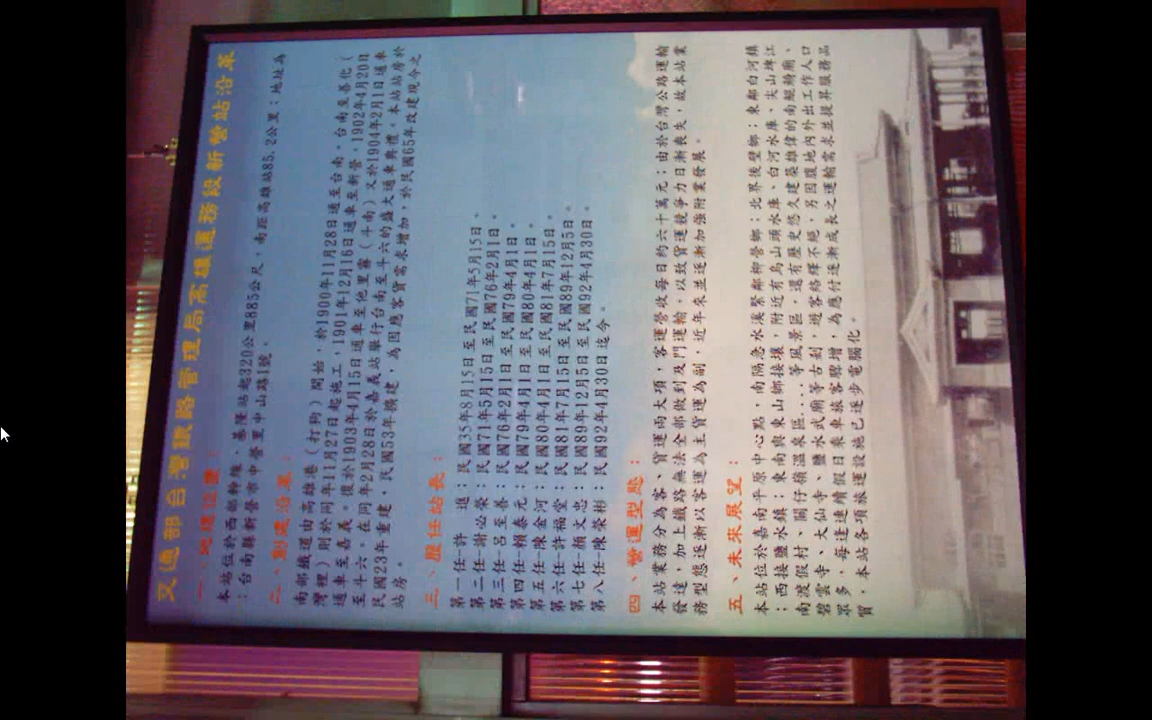 交通部台灣鐵路管理局高雄運務段新營站沿革
一、地理位置：
本站位於西部幹線，基隆站起320公里885公尺，南距高雄站85.2公里；地址為
：台南縣新營市中營里中山路1號。
二、創建沿革：
南部鐵道由高雄港（打狗）開始，於1900年11月28日通至台南。台南至善化（
灣裡）則於同年11月27日起施工，1901年12月16日通車至新營，1902年4月20日
通車至嘉義。復於1903年4月15日通車至他里霧（斗南）又於1904年2月1日通車
至斗六。在同年2月28日於嘉義站舉行台南至斗六的盛大通車典禮。本站站房於
民國23年重建，民國53年擴建，為因應客貨需求增加，於民國65年改建現今之
站房。
三、歷任站長：
第一任-許　進：民國35年8月15日至民國71年5月15日。
第二任-謝必榮：民國71年5月15日至民國76年2月1日。
第三任-呂至善：民國76年2月1日至民國79年4月1日。
第四任-賴泰元：民國79年4月1日至民國80年4月1日。
第五任-陳金河：民國80年4月1日至民國81年7月15日。
第六任-許福堂：民國81年7月15日至民國89年12月5日。
第七任-顏文忠：民國89年12月5日至民國92年4月30日。
第八任-陳榮彬：民國92年4月30日迄今。
四、營運型態：
本站業務分為客、貨運兩大項，客運營收每日約六十萬元；由於台灣公路運輸
發達，加上鐵路無法全部做到及門運輸，以致貨運競爭力日漸喪失，故本站業
務型態逐漸以客運為主貨運為副，近年來並逐漸加強附業發展。
五、未來展望：
本站位於嘉南平原中心點，南隔急水溪緊鄰柳營鄉；北界後壁鄉；東鄰白河鎮
；西接鹽水鎮；東南與東山鄉接壤，附近有烏山頭水庫、白河水庫、尖山埤江
南渡假村、關仔嶺溫泉區....等風景區，還有歷史悠久建築雄偉的南鯤鯓廟、
碧雲寺、大仙寺、鹽水武廟等古剎，遊客絡繹不絕，另因腹地內外出工作人口
眾多，每逢連續假日乘車旅客驟增，為應付逐漸成長之運輸需求並提昇服務品
質，本站各項旅運設施已逐步電腦化。